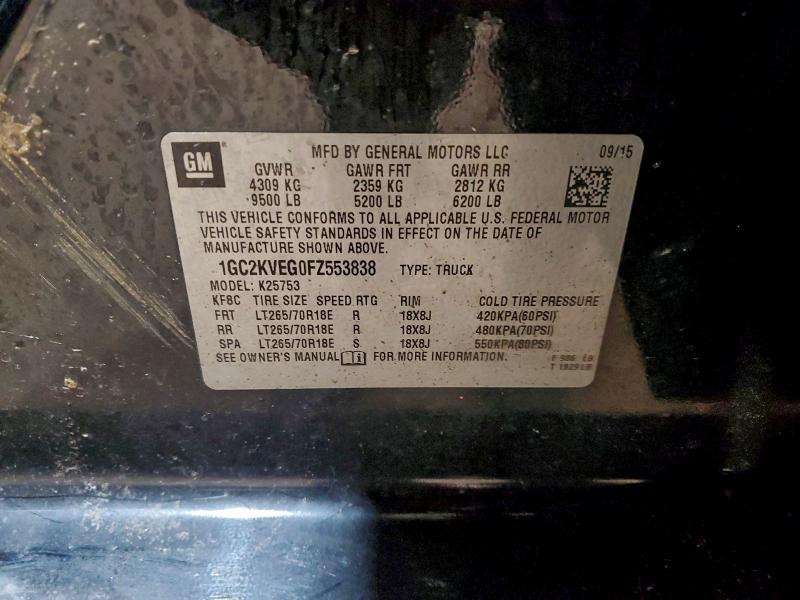 GM MFD BY GENERAL MOTORS LLC 09/15
GVWR GAWR FRT GAWR RR
4309 KG 2359 KG 2812 KG
9500 LB 5200 LB 6200 LB
THIS VEHICLE CONFORMS TO ALL APPLICABLE U.S. FEDERAL MOTOR
VEHICLE SAFETY STANDARDS IN EFFECT ON THE DATE OF
MANUFACTURE SHOWN ABOVE.
1GC2KVEG0FZ553838 TYPE: TRUCK
MODEL: K25753
KF8C TIRE SIZE SPEED RTG RIM COLD TIRE PRESSURE
FRT LT265/70R18E R 18X8J 420KPA(60PSI)
RR LT265/70R18E R 18X8J 480KPA(70PSI)
SPA LT265/70R18E S 18X8J 550KPA(80PSI)
SEE OWNER'S MANUAL FOR MORE INFORMATION.
F 986 LB
T 1829 LB